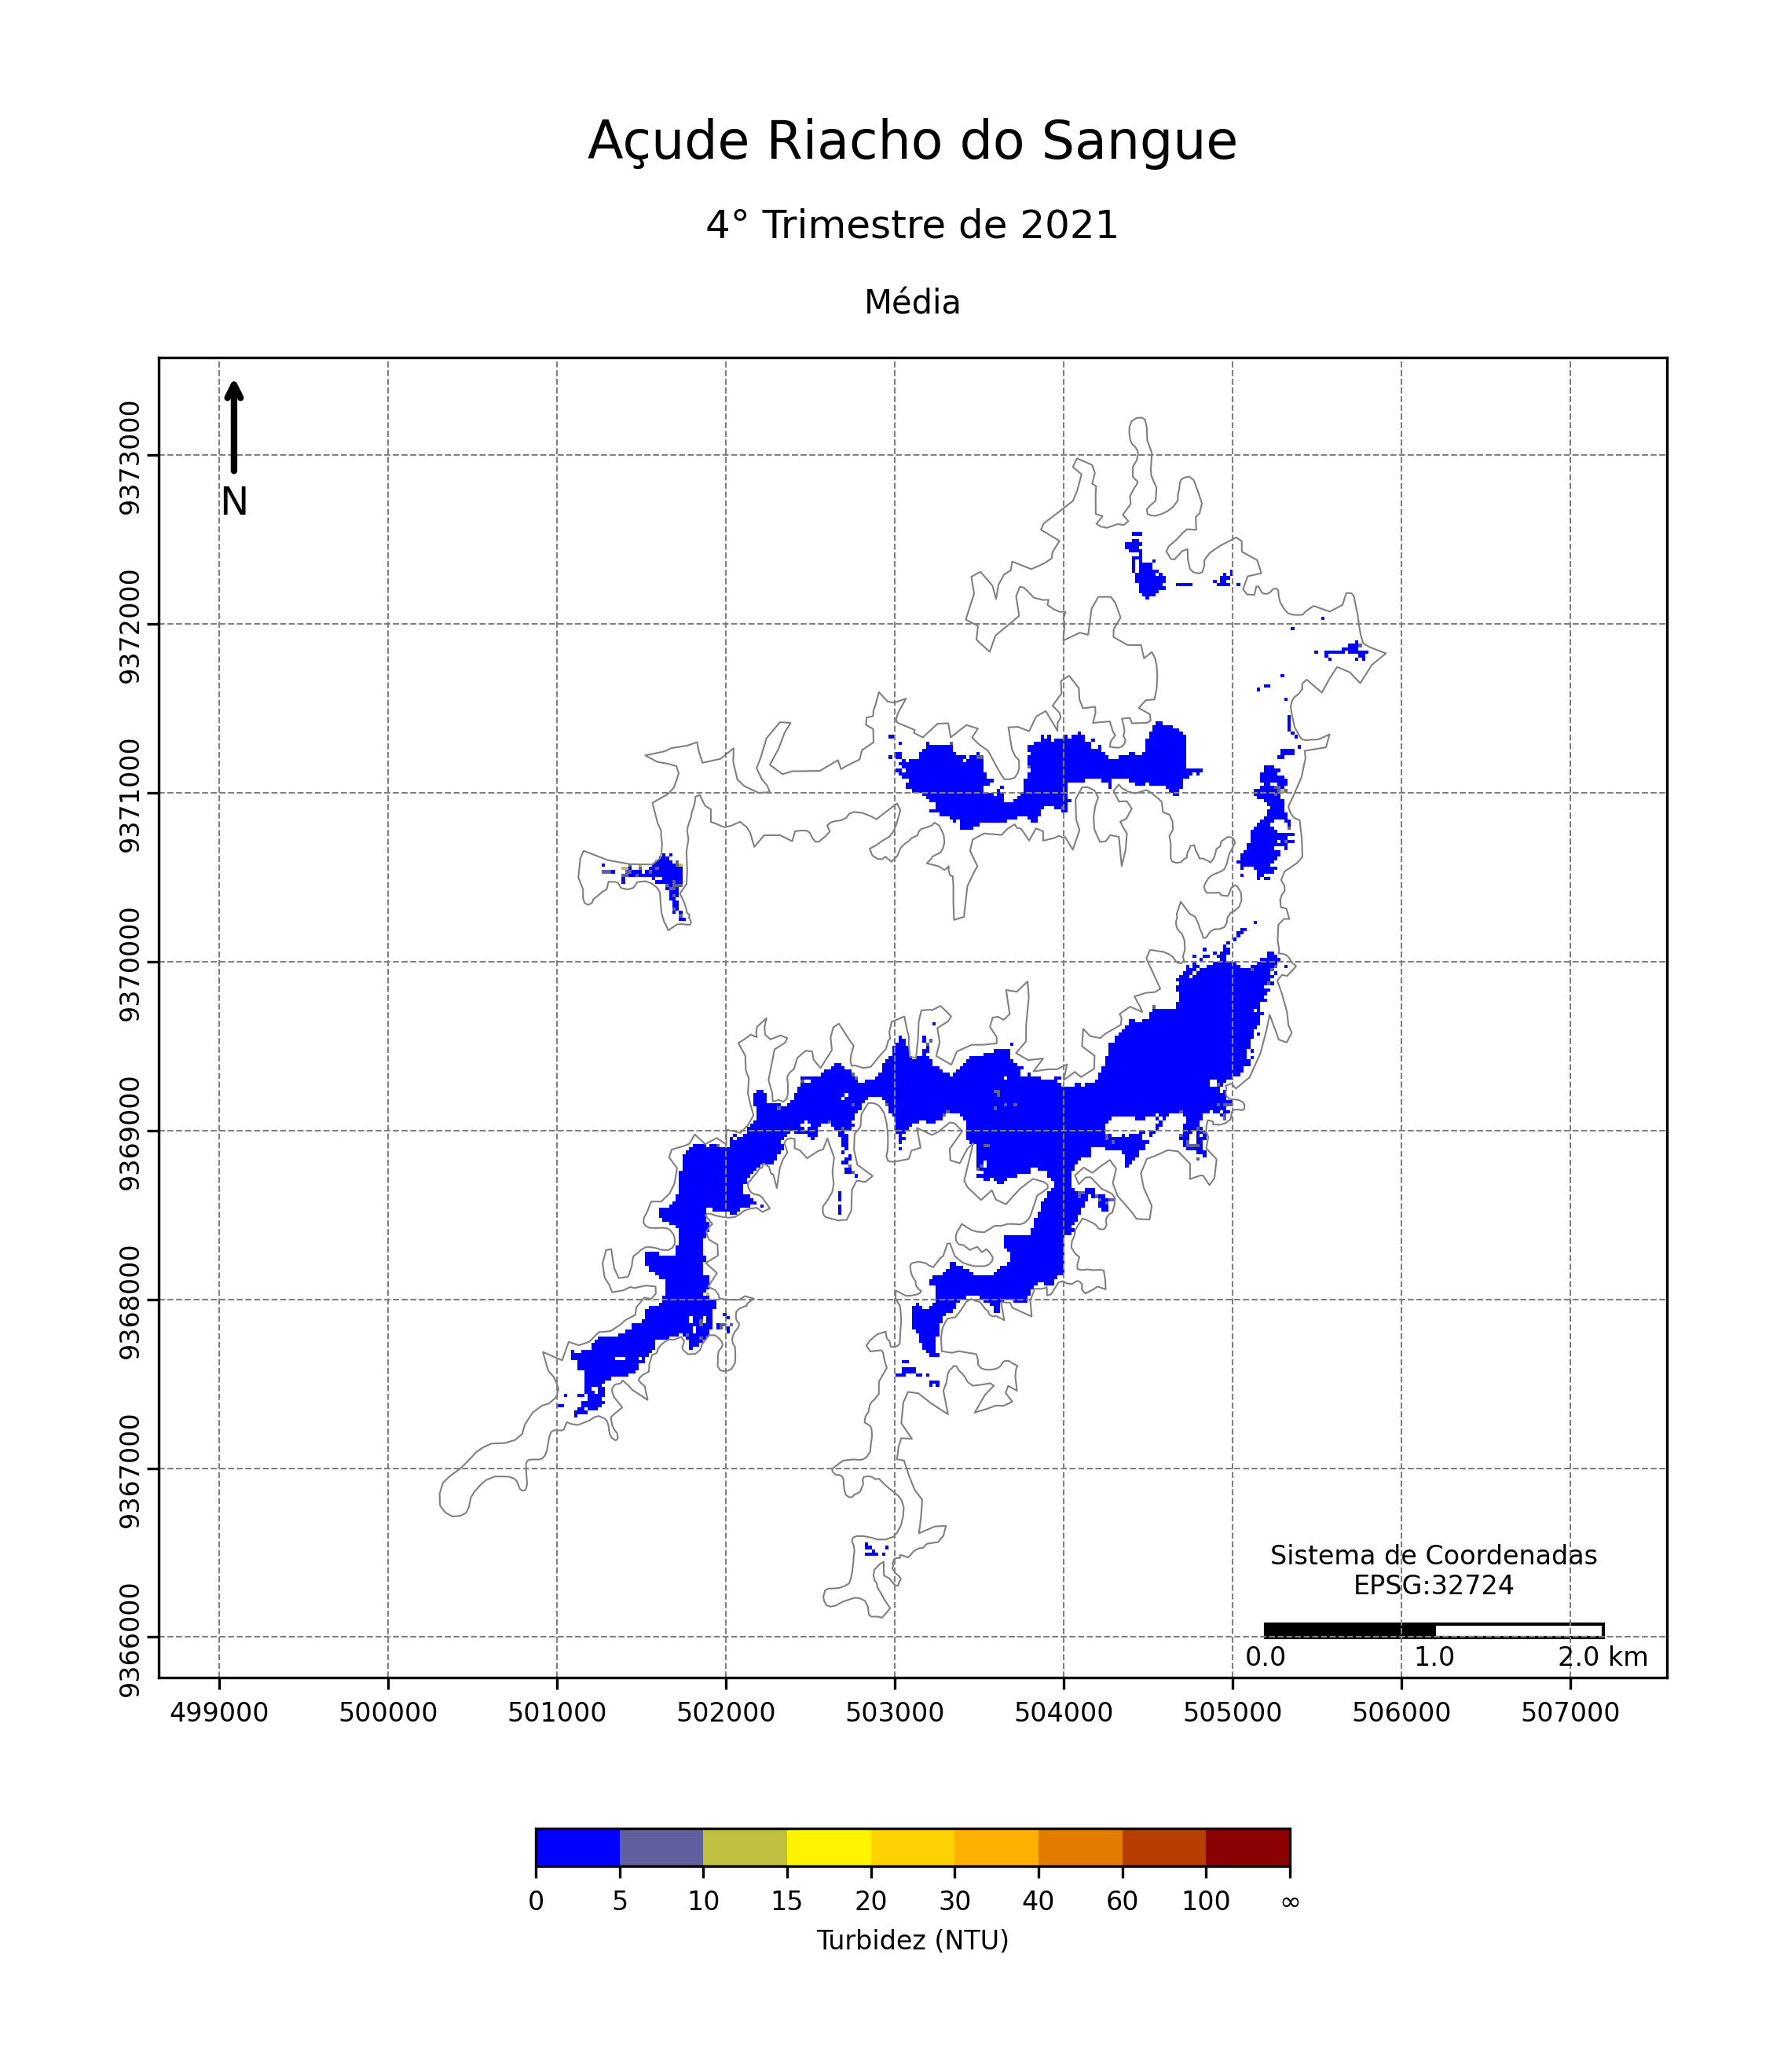 Açude Riacho do Sangue
4° Trimestre de 2021
Média
N
9373000
9372000
9371000
9370000
9369000
9368000
9367000
9366000
Sistema de Coordenadas
EPSG:32724
0.0 1.0 2.0 km
499000 500000 501000 502000 503000 504000 505000 506000 507000
0 5 10 15 20 30 40 60 100 ∞
Turbidez (NTU)